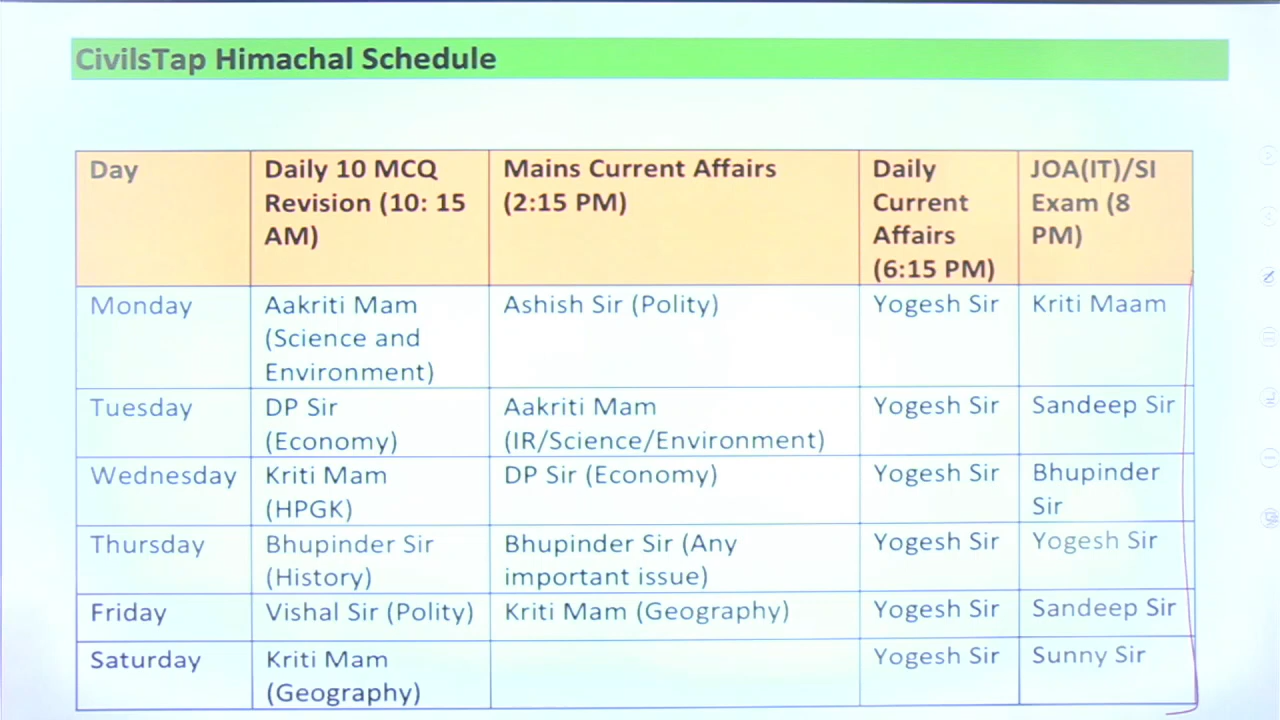 CivilsTap Himachal Schedule
Day
Daily 10 MCQ
Revision (10: 15
AM)
Mains Current Affairs
(2:15 PM)
Daily
Current
Affairs
(6:15 PM)
JOA(IT)/SI
Exam (8
PM)
Monday
Aakriti Mam
(Science and
Environment)
Ashish Sir (Polity)
Yogesh Sir
Kriti Maam
Tuesday
DP Sir
(Economy)
Aakriti Mam
(IR/Science/Environment)
Yogesh Sir
Sandeep Sir
Wednesday
Kriti Mam
(HPGK)
DP Sir (Economy)
Yogesh Sir
Bhupinder
Sir
Thursday
Bhupinder Sir
(History)
Bhupinder Sir (Any
important issue)
Yogesh Sir
Yogesh Sir
Friday
Vishal Sir (Polity)
Kriti Mam (Geography)
Yogesh Sir
Sandeep Sir
Saturday
Kriti Mam
(Geography)
Yogesh Sir
Sunny Sir